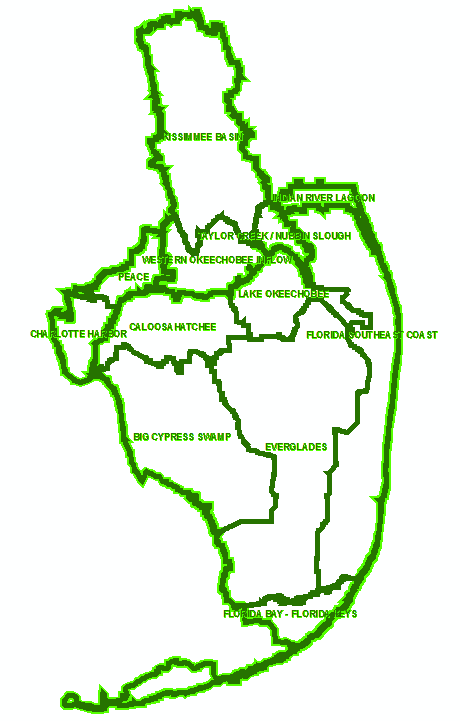 KISSIMMEE BASIN
INDIAN RIVER LAGOON
TAYLOR CREEK / NUBBIN SLOUGH
WESTERN OKEECHOBEE INFLOW
PEACE
LAKE OKEECHOBEE
CALOOSAHATCHEE
CHARLOTTE HARBOR
FLORIDA SOUTHEAST COAST
BIG CYPRESS SWAMP
EVERGLADES
FLORIDA BAY - FLORIDA KEYS